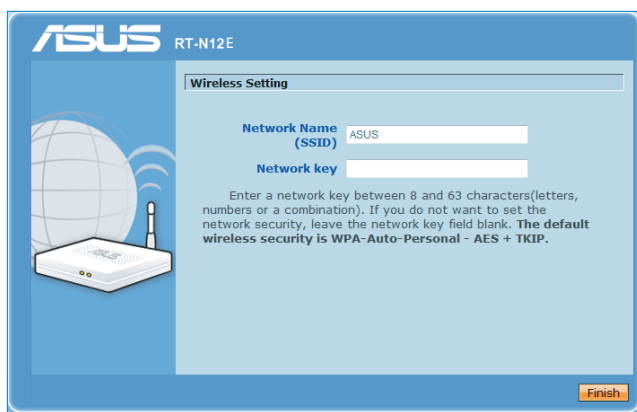 ASUS RT-N12E
Wireless Setting
Network Name
(SSID)
ASUS
Network key
Enter a network key between 8 and 63 characters(letters,
numbers or a combination). If you do not want to set the
network security, leave the network key field blank. The default
wireless security is WPA-Auto-Personal - AES + TKIP.
ASUS
Finish